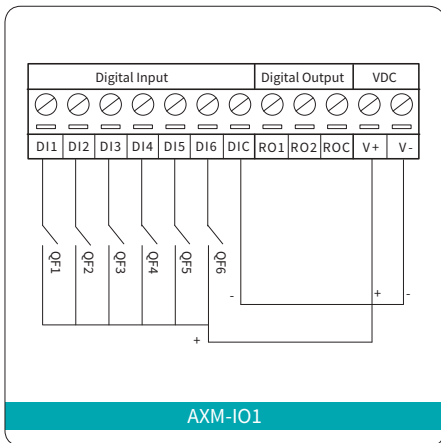 Digital Input Digital Output VDC
DI1 DI2 DI3 DI4 DI5 DI6 DIC RO1 RO2 ROC V+ V-
QF1 QF2 QF3 QF4 QF5 QF6
- + -
+
AXM-IO1